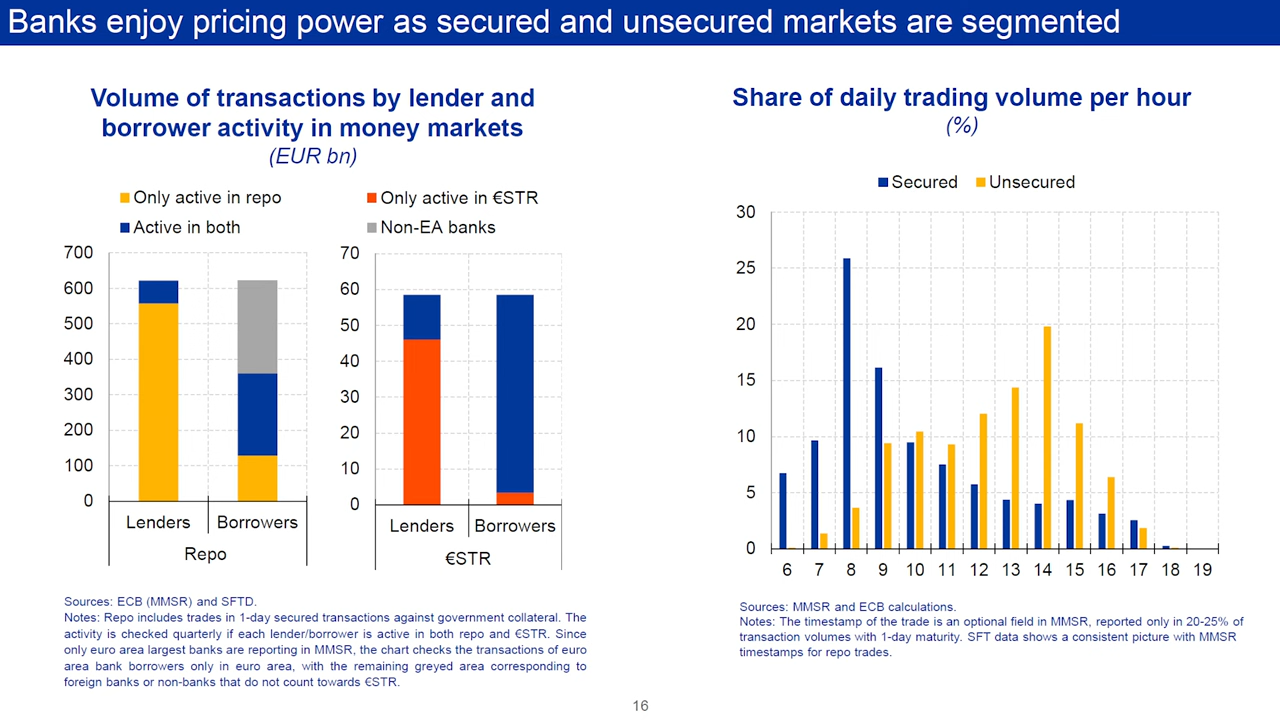 Banks enjoy pricing power as secured and unsecured markets are segmented
Volume of transactions by lender and
borrower activity in money markets
(EUR bn)
Only active in repo
Only active in €STR
Active in both
Non-EA banks
700
600
500
400
300
200
100
0
Lenders Borrowers
Repo
70
60
50
40
30
20
10
0
Lenders Borrowers
€STR
Sources: ECB (MMSR) and SFTD.
Notes: Repo includes trades in 1-day secured transactions against government collateral. The
activity is checked quarterly if each lender/borrower is active in both repo and €STR. Since
only euro area largest banks are reporting in MMSR, the chart checks the transactions of euro
area bank borrowers only in euro area, with the remaining greyed area corresponding to
foreign banks or non-banks that do not count towards €STR.
Share of daily trading volume per hour
(%)
Secured Unsecured
30
25
20
15
10
5
0
6 7 8 9 10 11 12 13 14 15 16 17 18 19
Sources: MMSR and ECB calculations.
Notes: The timestamp of the trade is an optional field in MMSR, reported only in 20-25% of
transaction volumes with 1-day maturity. SFT data shows a consistent picture with MMSR
timestamps for repo trades.
16